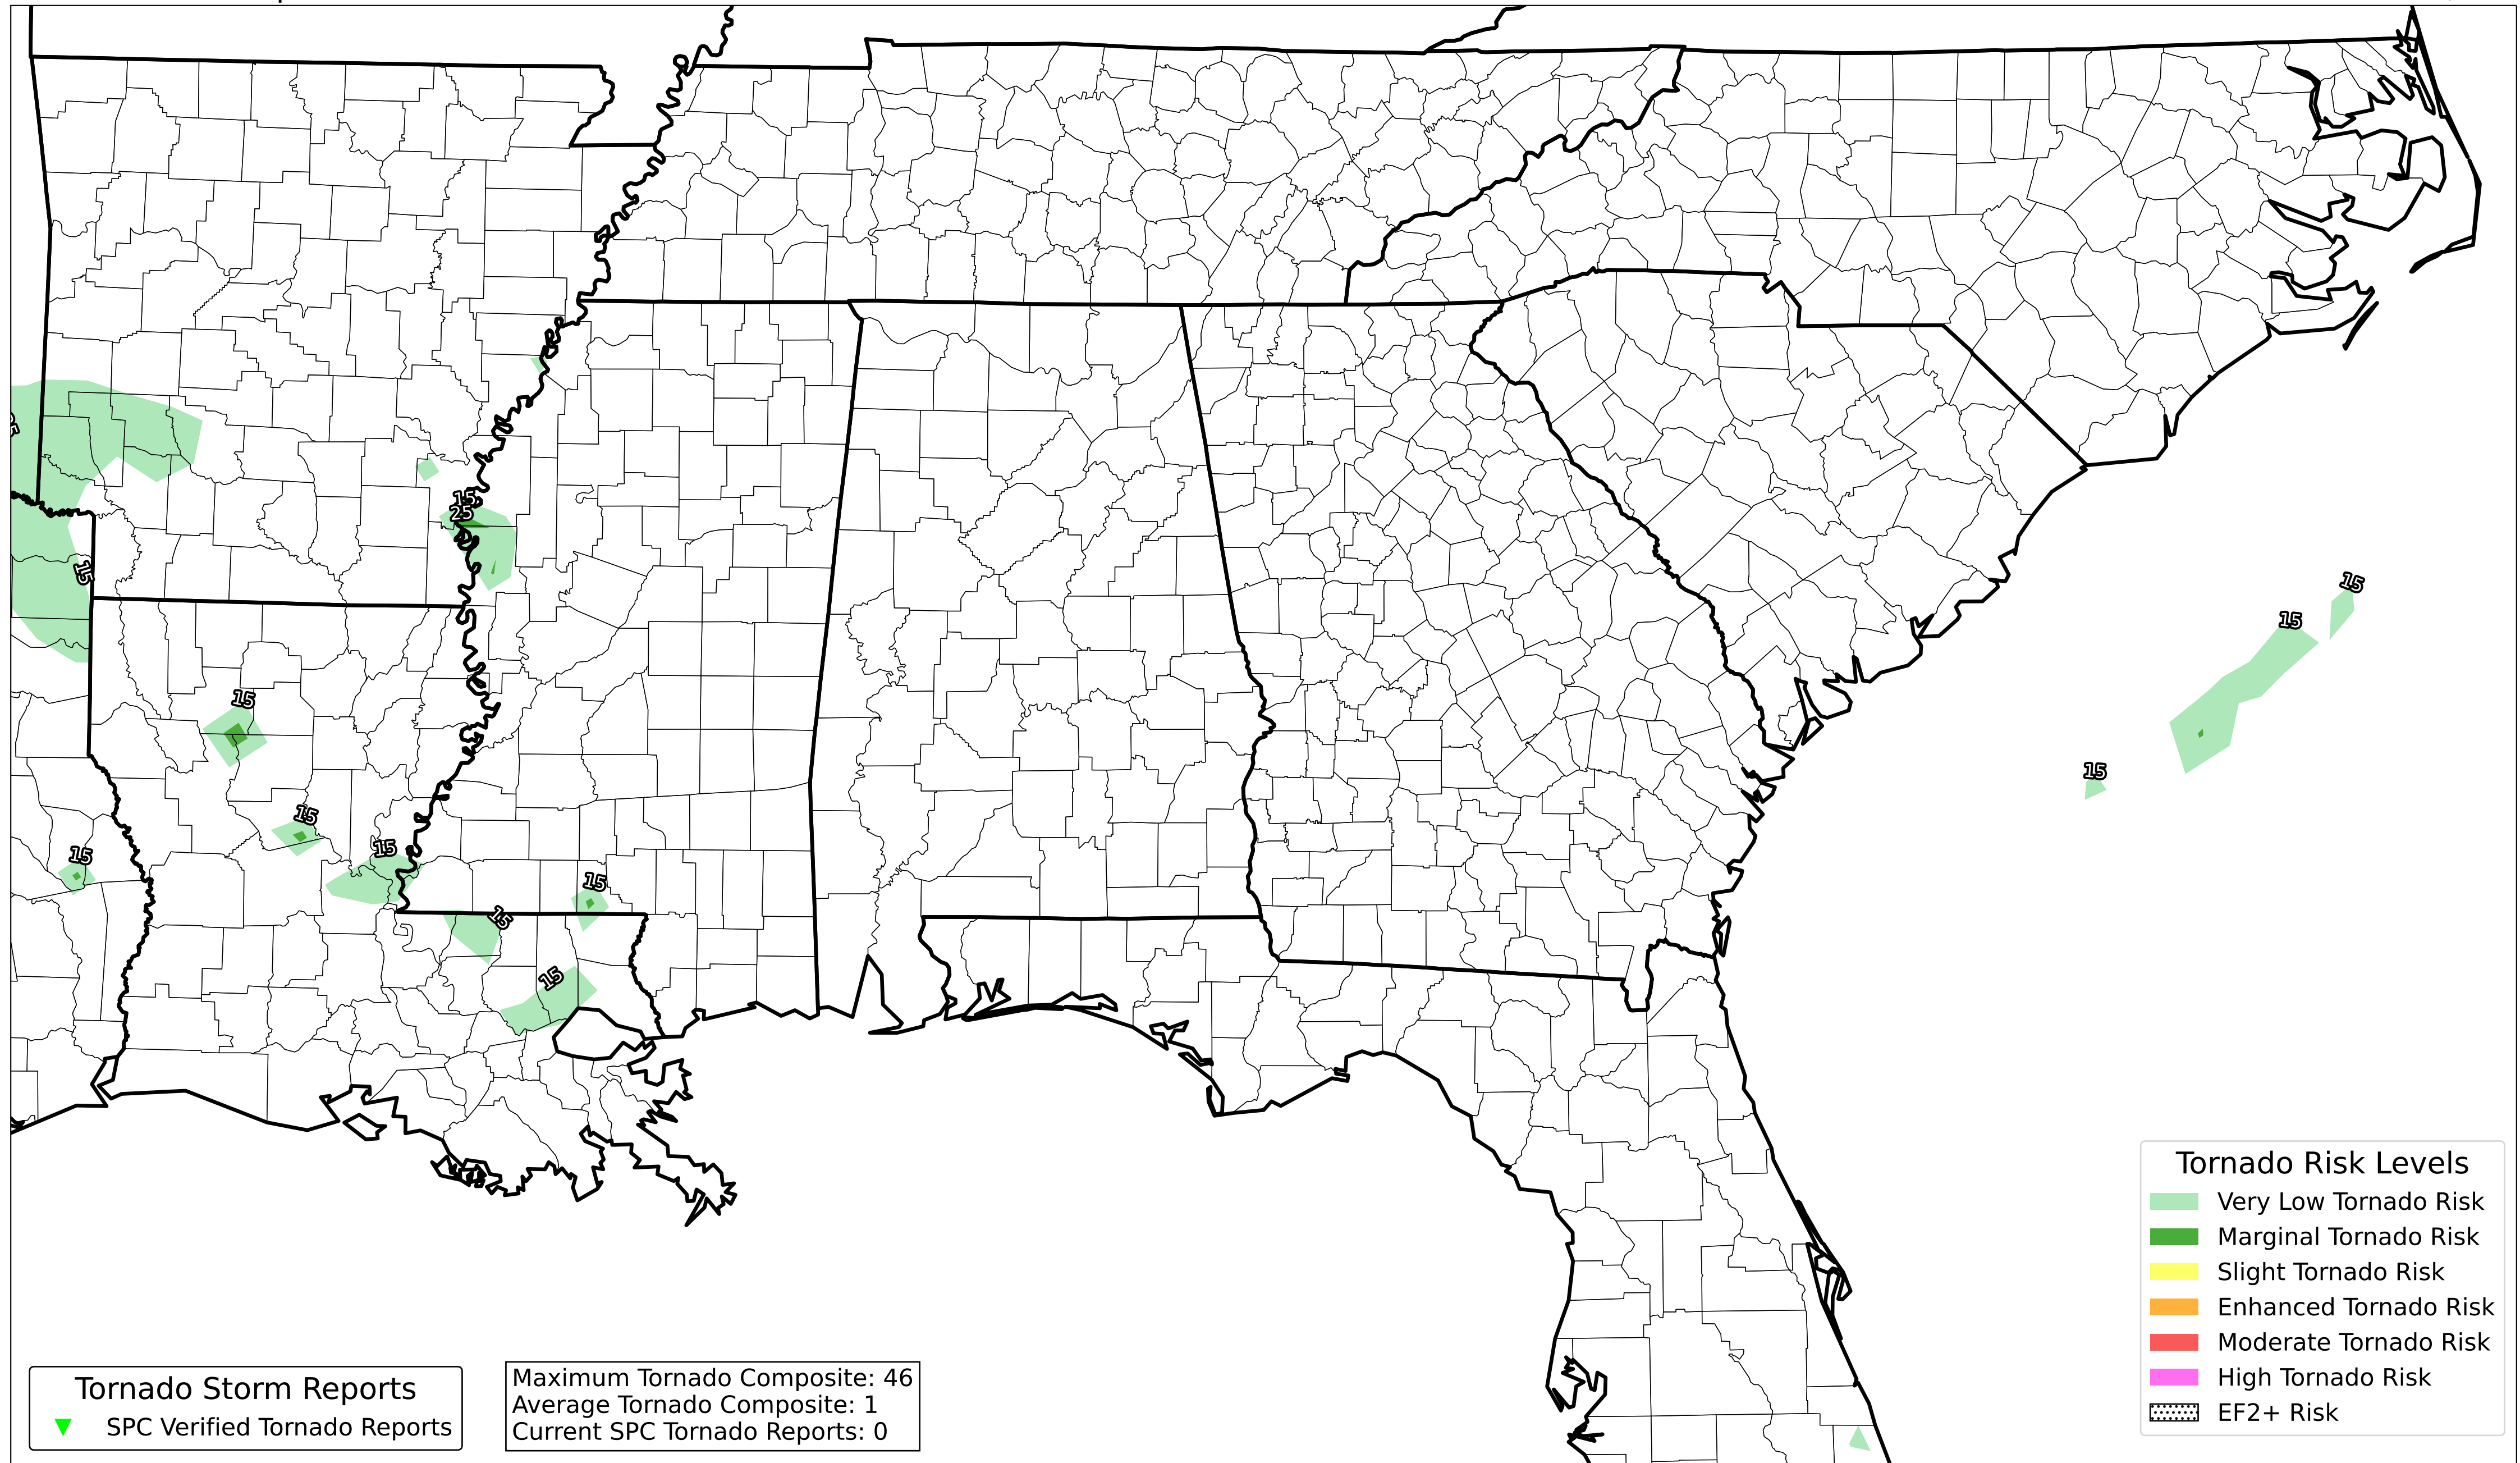 15
25
15
15
15
15
15
15
15
15
15
15
15
Tornado Risk Levels
Very Low Tornado Risk
Marginal Tornado Risk
Slight Tornado Risk
Enhanced Tornado Risk
Moderate Tornado Risk
High Tornado Risk
EF2+ Risk
Tornado Storm Reports
SPC Verified Tornado Reports
Maximum Tornado Composite: 46
Average Tornado Composite: 1
Current SPC Tornado Reports: 0